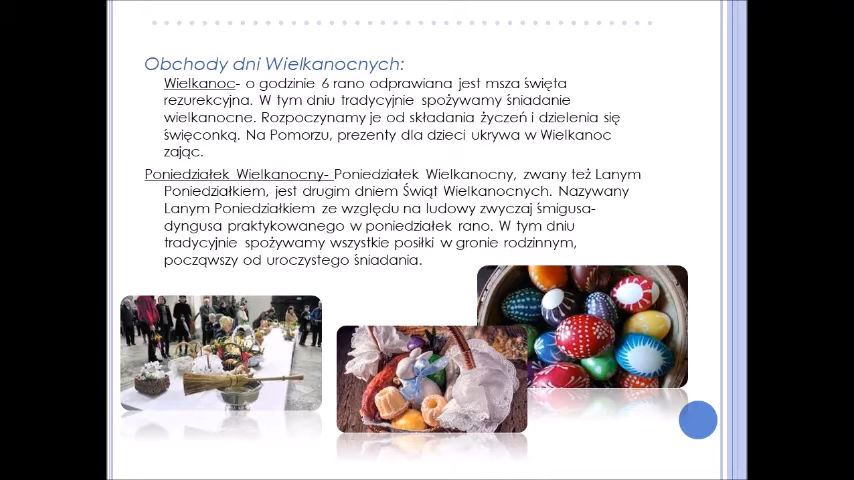 Obchody dni Wielkanocnych:
Wielkanoc- o godzinie 6 rano odprawiana jest msza święta
rezurekcyjna. W tym dniu tradycyjnie spożywamy śniadanie
wielkanocne. Rozpoczynamy je od składania życzeń i dzielenia się
święconką. Na Pomorzu, prezenty dla dzieci ukrywa w Wielkanoc
zając.
Poniedziałek Wielkanocny- Poniedziałek Wielkanocny, zwany też Lanym
Poniedziałkiem, jest drugim dniem Świąt Wielkanocnych. Nazywany
Lanym Poniedziałkiem ze względu na ludowy zwyczaj śmigusa-
dyngusa praktykowanego w poniedziałek rano. W tym dniu
tradycyjnie spożywamy wszystkie posiłki w gronie rodzinnym,
począwszy od uroczystego śniadania.